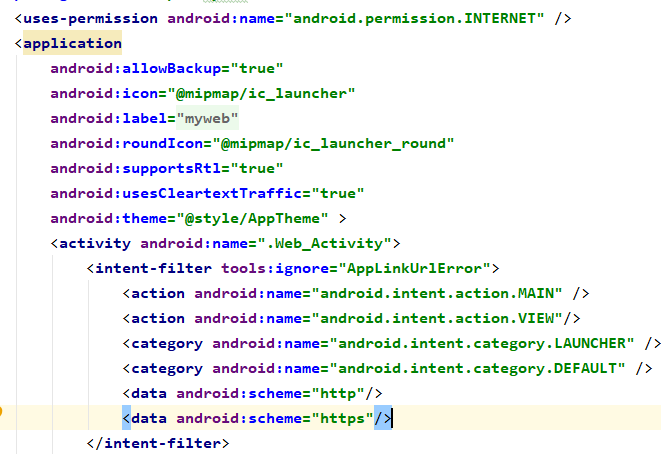 <uses-permission android:name="android.permission.INTERNET" />
<application
android:allowBackup="true"
android:icon="@mipmap/ic_launcher"
android:label="myweb"
android:roundIcon="@mipmap/ic_launcher_round"
android:supportsRtl="true"
android:usesCleartextTraffic="true"
android:theme="@style/AppTheme" >
<activity android:name=".Web_Activity">
<intent-filter tools:ignore="AppLinkUrlError">
<action android:name="android.intent.action.MAIN" />
<action android:name="android.intent.action.VIEW"/>
<category android:name="android.intent.category.LAUNCHER" />
<category android:name="android.intent.category.DEFAULT" />
<data android:scheme="http"/>
<data android:scheme="https"/>
</intent-filter>